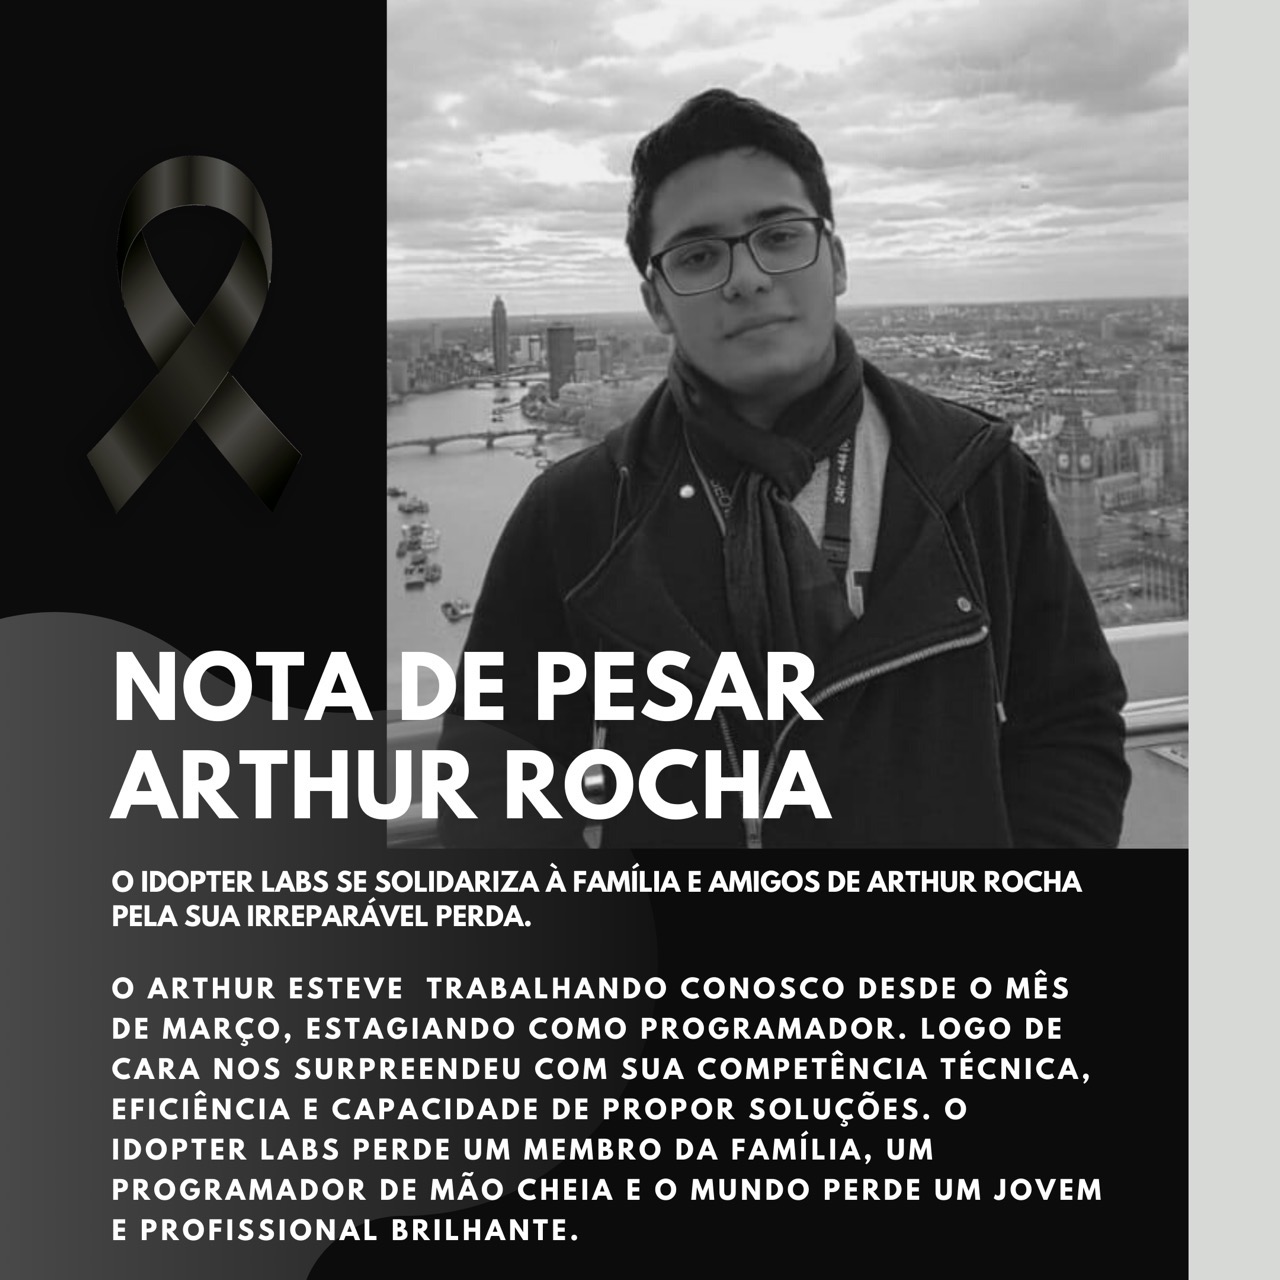 24hr: +44 (
NOTA DE PESAR
ARTHUR ROCHA
O IDOPTER LABS SE SOLIDARIZA À FAMÍLIA E AMIGOS DE ARTHUR ROCHA
PELA SUA IRREPARÁVEL PERDA.
O ARTHUR ESTEVE TRABALHANDO CONOSCO DESDE O MÊS
DE MARÇO, ESTAGIANDO COMO PROGRAMADOR. LOGO DE
CARA NOS SURPREENDEU COM SUA COMPETÊNCIA TÉCNICA,
EFICIÊNCIA E CAPACIDADE DE PROPOR SOLUÇÕES. O
IDOPTER LABS PERDE UM MEMBRO DA FAMÍLIA, UM
PROGRAMADOR DE MÃO CHEIA E O MUNDO PERDE UM JOVEM
E PROFISSIONAL BRILHANTE.